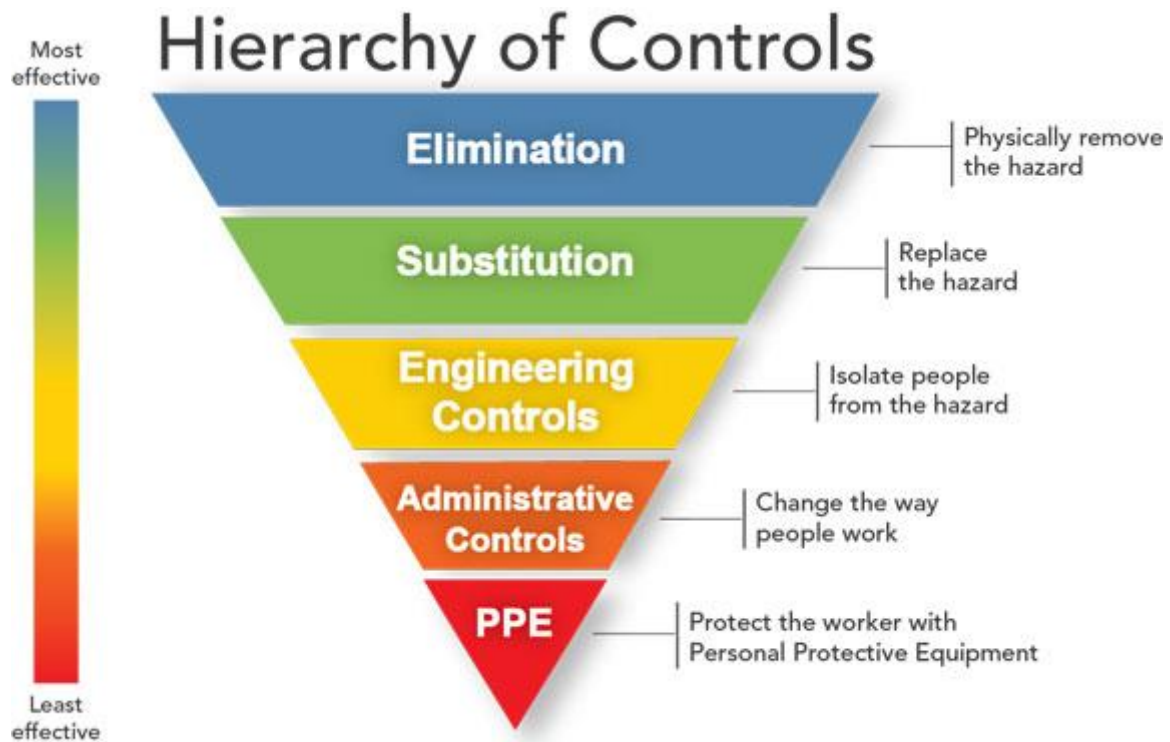 Hierarchy of Controls
Most
effective
Elimination
Physically remove
the hazard
Substitution
Replace
the hazard
Engineering
Controls
Isolate people
from the hazard
Administrative
Controls
Change the way
people work
PPE
Protect the worker with
Personal Protective Equipment
Least
effective